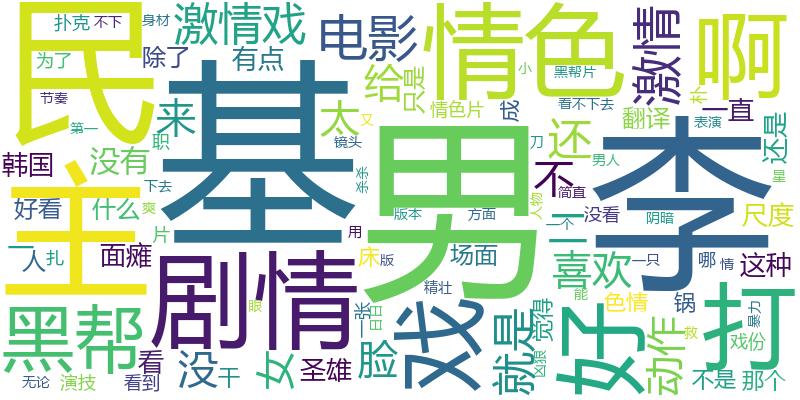 民
扑克
不下
身材
激情戏
为了
除了
有点
电影
情色
激情
啊
节奏
第一
来
基
太
给
只是
黑帮片
小
情色片
成
看不下去
朴
一直
翻译
表演
还是
韩国
没有
职
镜头
又
杀杀
男
还
刀
男人
不
李
简直
没看
阴暗
星
尺度
主
好看
什么
下去
爽
片
用
版本
方面
人物
一个
一人
扎
面瘫
床
版
场面
二
喜欢
一只
哪
情
这种
剧情
黑帮
眼
一张
日日
精壮
戏
就是
觉得
能
色情
锅
好
动作
救
打
暴力
戏份
看
没
干
女
圣雄
脸
凶狠
无论
演技
看到
不是
那个